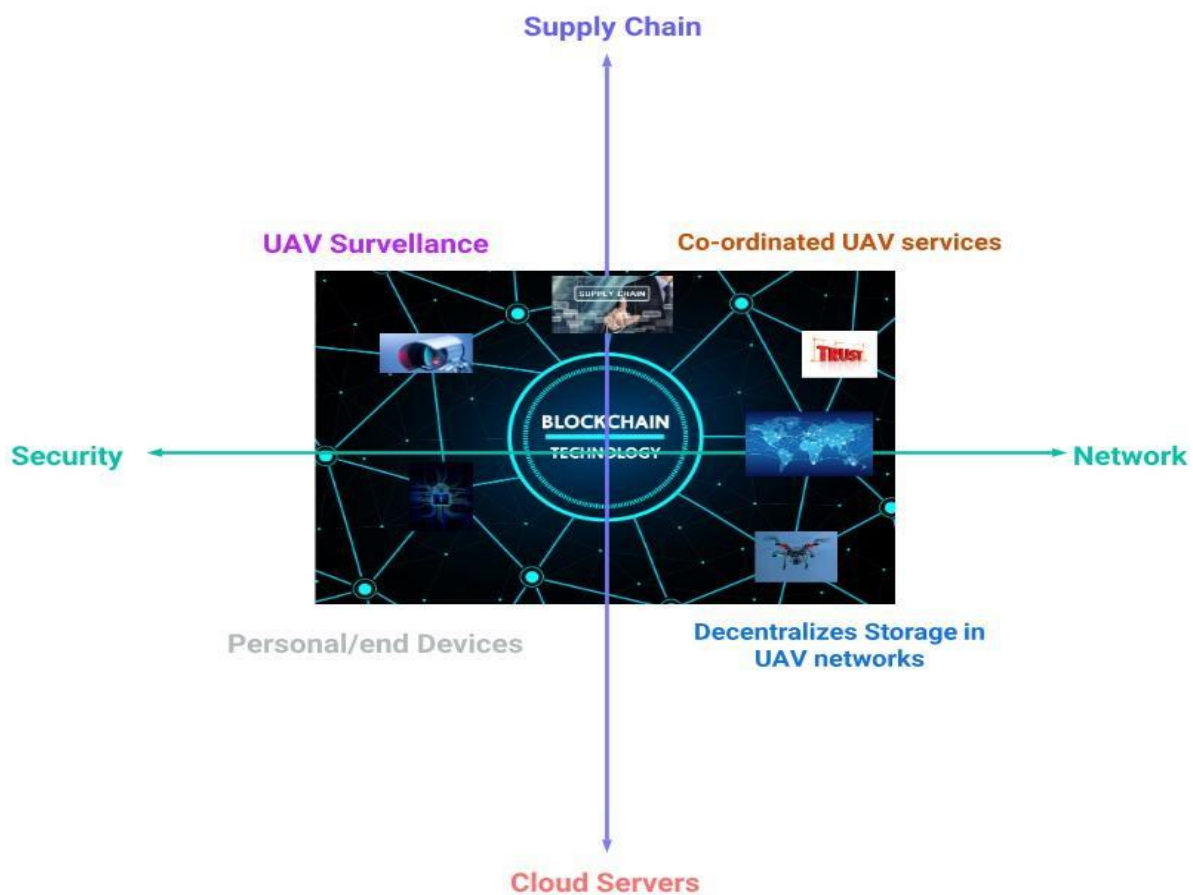 Supply Chain
UAV Survellance
Co-ordinated UAV services
SUPPLY CHAIN
TRUST
BLOCKCHAIN
TECHNOLOGY
Security
Network
Personal/end Devices
Decentralizes Storage in
UAV networks
Cloud Servers